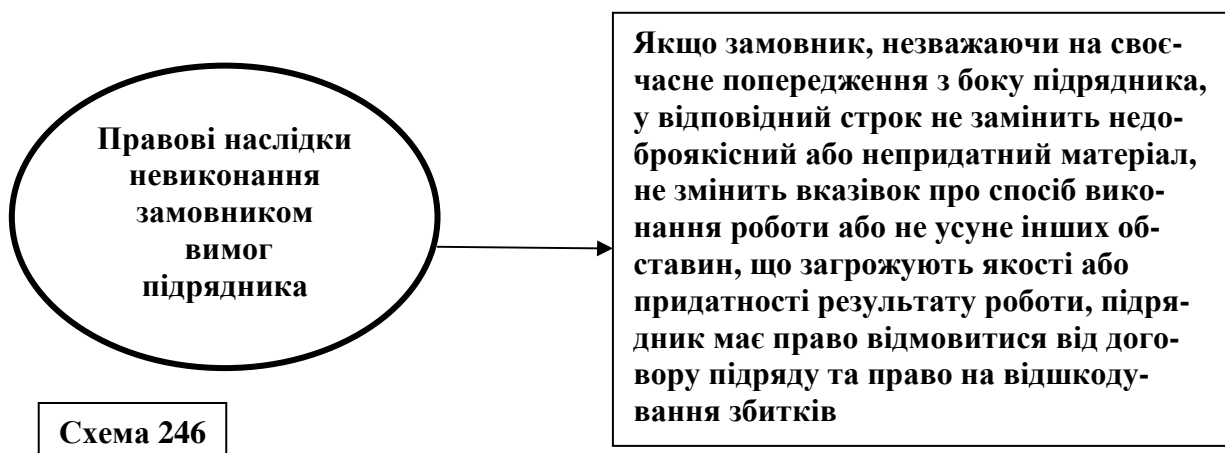 Правові наслідки
невиконання
замовником
вимог
підрядника
Якщо замовник, незважаючи на своє-
часне попередження з боку підрядника,
у відповідний строк не замінить недо-
броякісний або непридатний матеріал,
не змінить вказівок про спосіб вико-
нання роботи або не усуне інших об-
ставин, що загрожують якості або
придатності результату роботи, підря-
дник має право відмовитися від дого-
вору підряду та право на відшкоду-
вання збитків
Схема 246